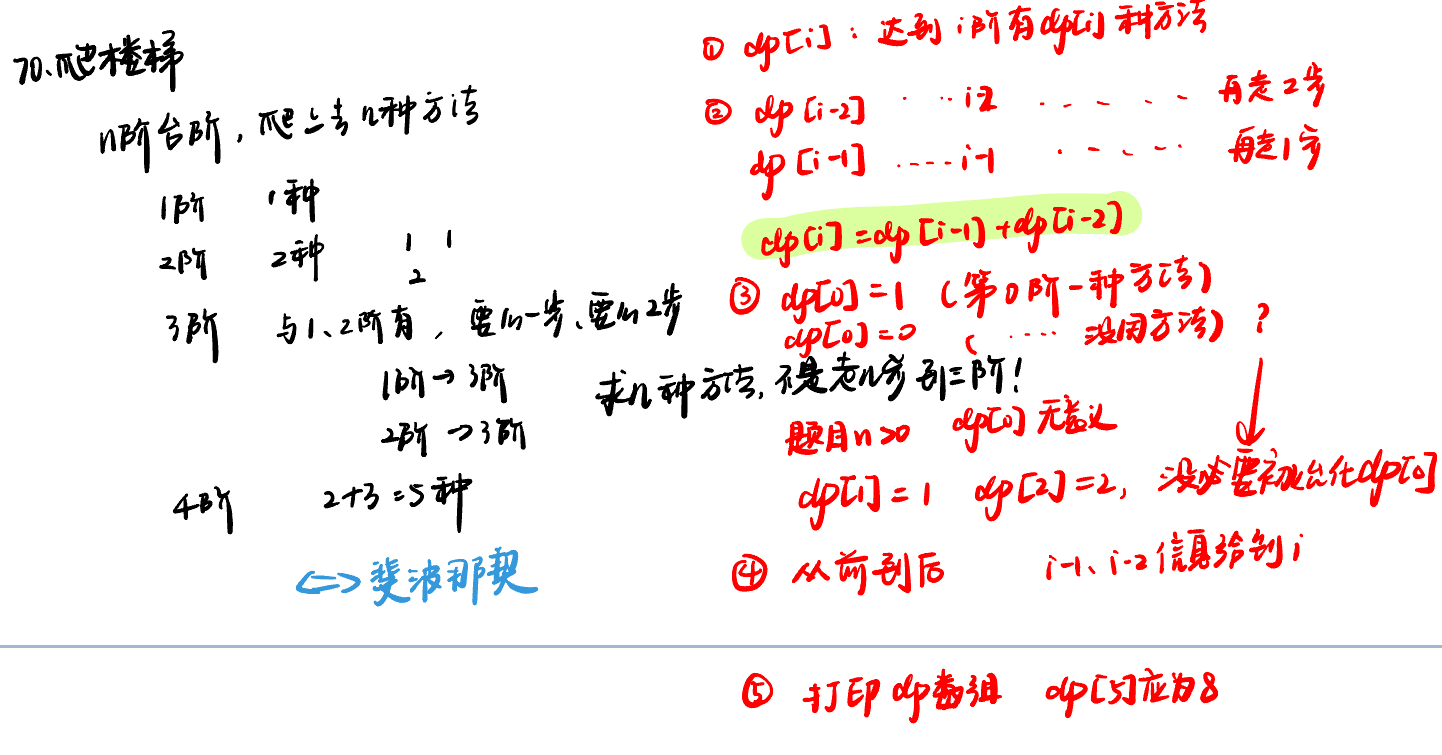 70.爬楼梯
n阶台阶，爬上去几种方法
1阶 1种
2阶 2种 1 1
2
3阶 与1、2阶有，要么一步、要么2步
1阶→3阶
2阶→3阶
求几种方法，不是走几步到三阶！
4阶 2+3=5种
<=> 斐波那契
① dp[i]：达到i阶有dp[i]种方法
② dp[i-2] ···· i-2 ····· 再走2步
dp[i-1] ···· i-1 ····· 再走1步
dp[i]=dp[i-1]+dp[i-2]
③ dp[0]=1 (第0阶一种方法)
dp[0]=0 ( ···· 没用方法) ?
题目n>0 dp[0]无意义
dp[1]=1 dp[2]=2，没必要初始化dp[0]
④ 从前到后 i-1、i-2信息给到i
⑤ 打印dp数组 dp[5]应为8